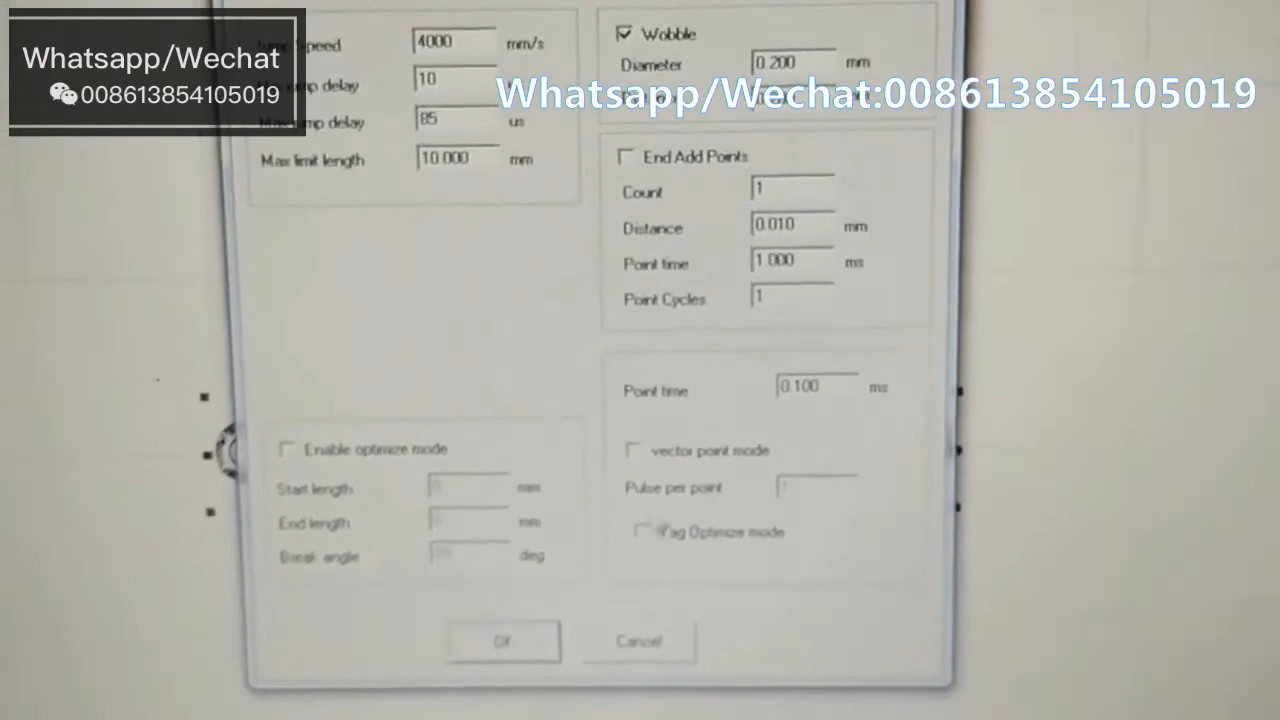 Whatsapp/Wechat
008613854105019
Whatsapp/Wechat:008613854105019
Speed 4000 mm/s
delay 10
delay 85 us
Max limit length 10.000 mm
Wobble
Diameter 0.200 mm
End Add Points
Count 1
Distance 0.010 mm
Point time 1.000 ms
Point Cycles 1
Point time 0.100 ms
Enable optimize mode
Start length mm
End length mm
Break angle deg
vector point mode
Pulse per point
Optimize mode
OK
Cancel